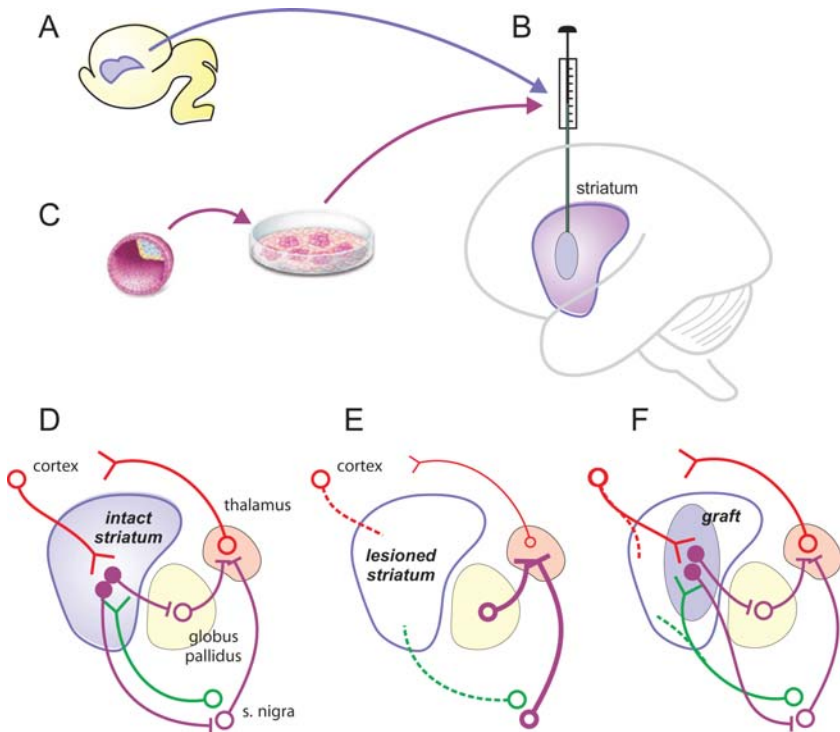 A
B
striatum
C
D
cortex
thalamus
intact
striatum
globus
pallidus
s. nigra
E
cortex
lesioned
striatum
F
graft